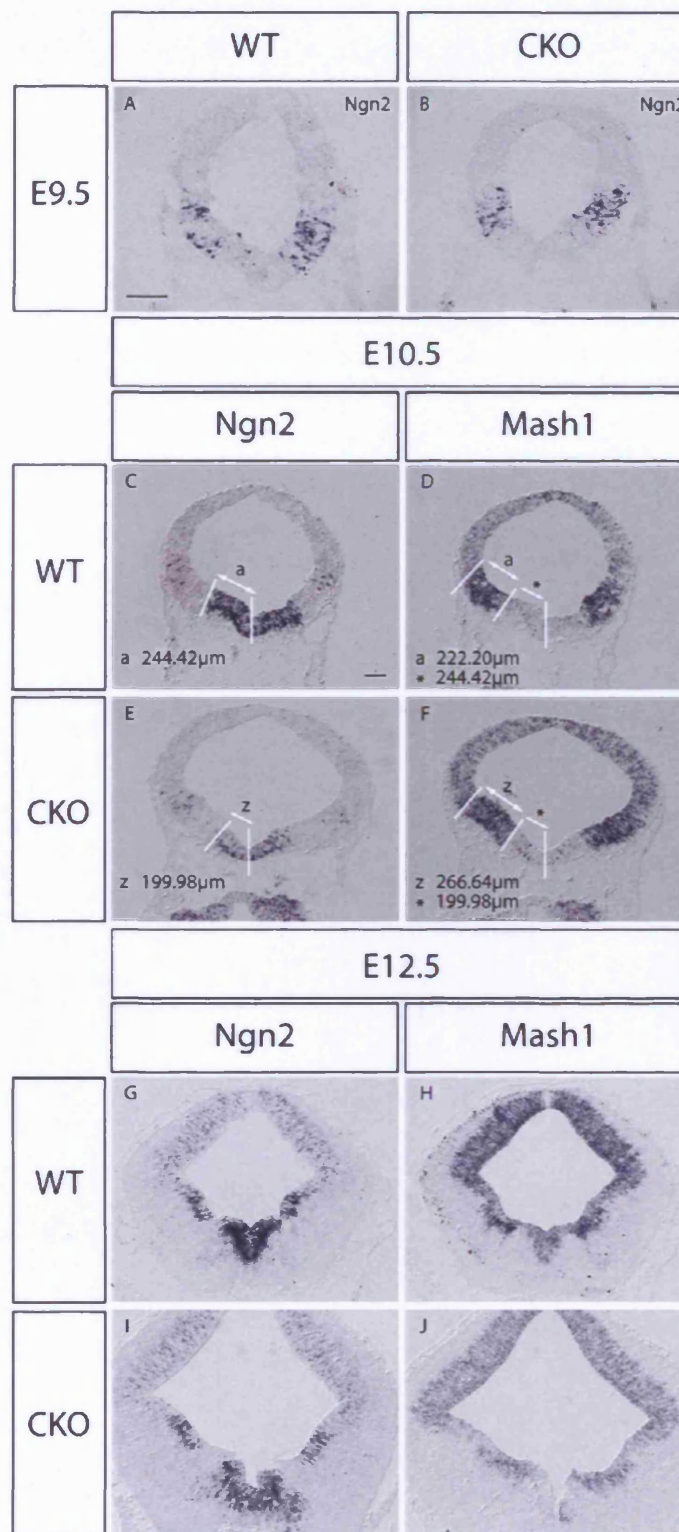 WT CKO
E9.5
A Ngn2 B Ngn2
E10.5
Ngn2 Mash1
WT
C D
a a *
a 244.42µm a 222.20µm
* 244.42µm
CKO
E F
z z *
z 199.98µm z 266.64µm
* 199.98µm
E12.5
Ngn2 Mash1
WT
G H
CKO
I J